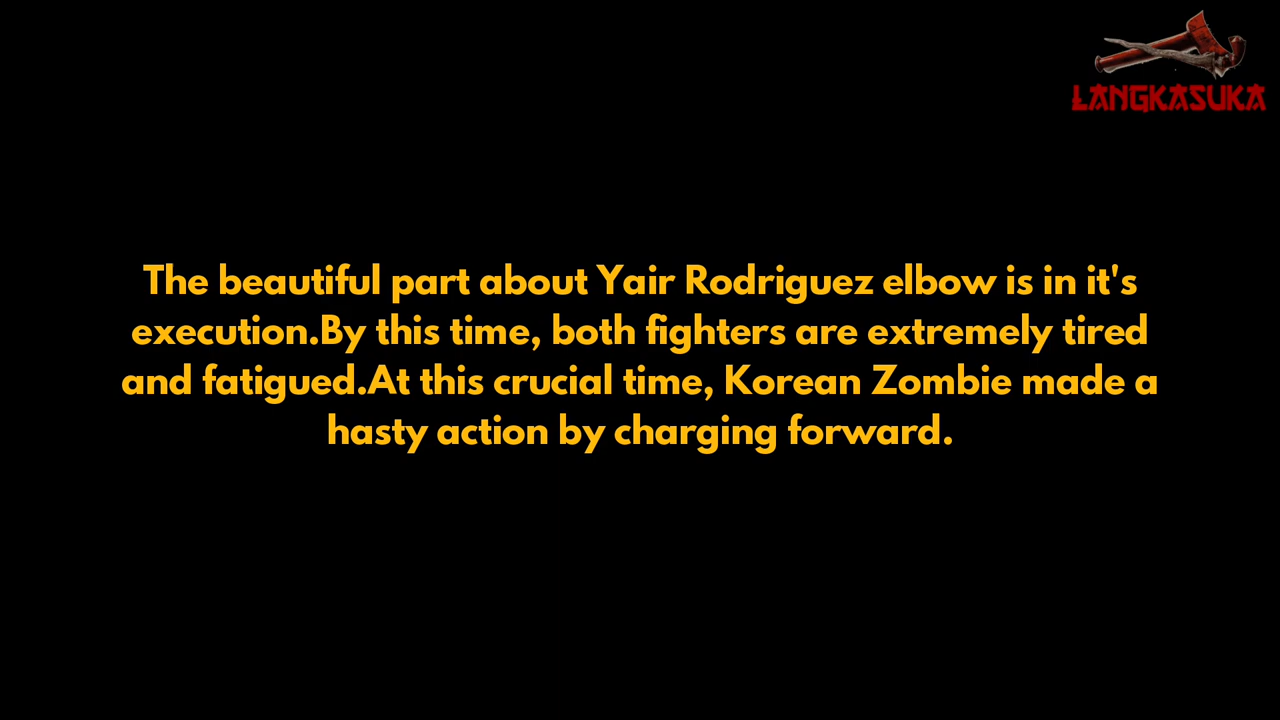 LANGKASUKA
The beautiful part about Yair Rodriguez elbow is in it's
execution.By this time, both fighters are extremely tired
and fatigued.At this crucial time, Korean Zombie made a
hasty action by charging forward.